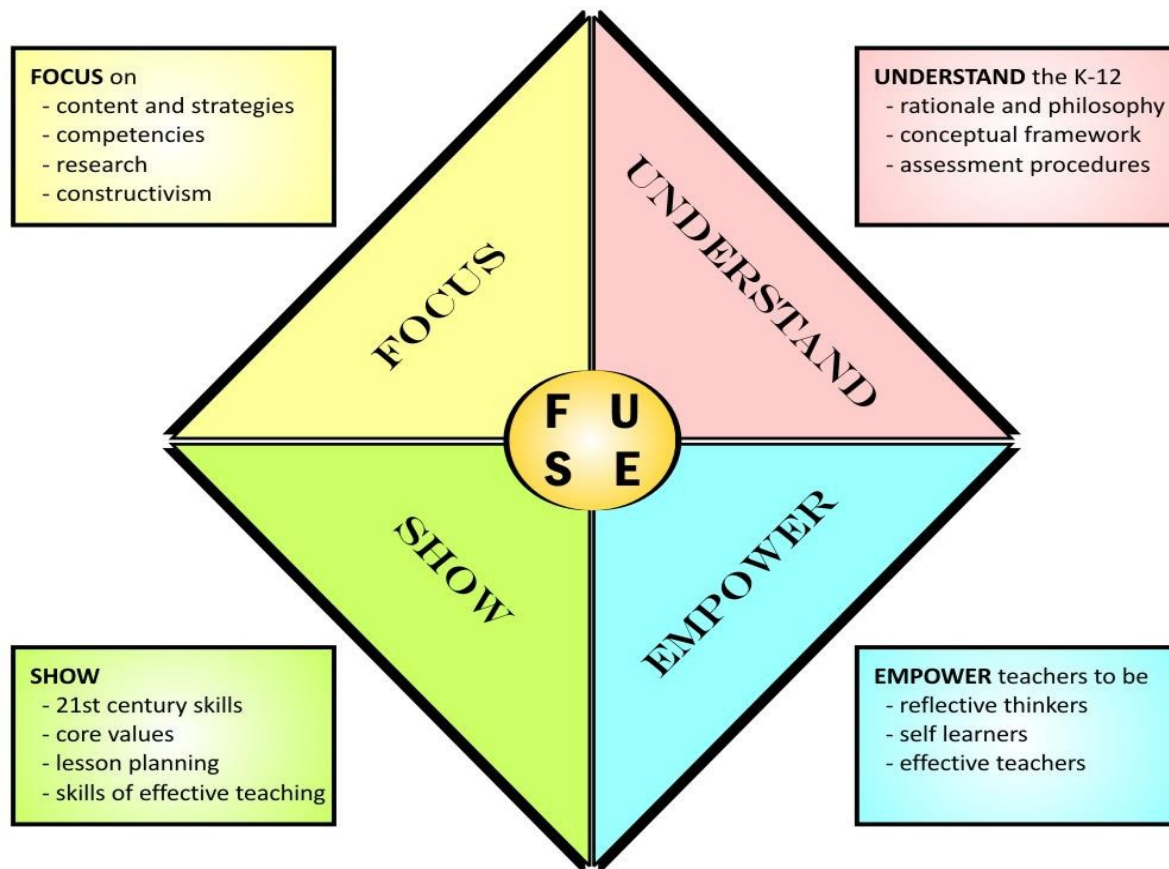 FOCUS on
- content and strategies
- competencies
- research
- constructivism
UNDERSTAND the K-12
- rationale and philosophy
- conceptual framework
- assessment procedures
FOCUS
UNDERSTAND
F U
S E
SHOW
EMPOWER
SHOW
- 21st century skills
- core values
- lesson planning
- skills of effective teaching
EMPOWER teachers to be
- reflective thinkers
- self learners
- effective teachers